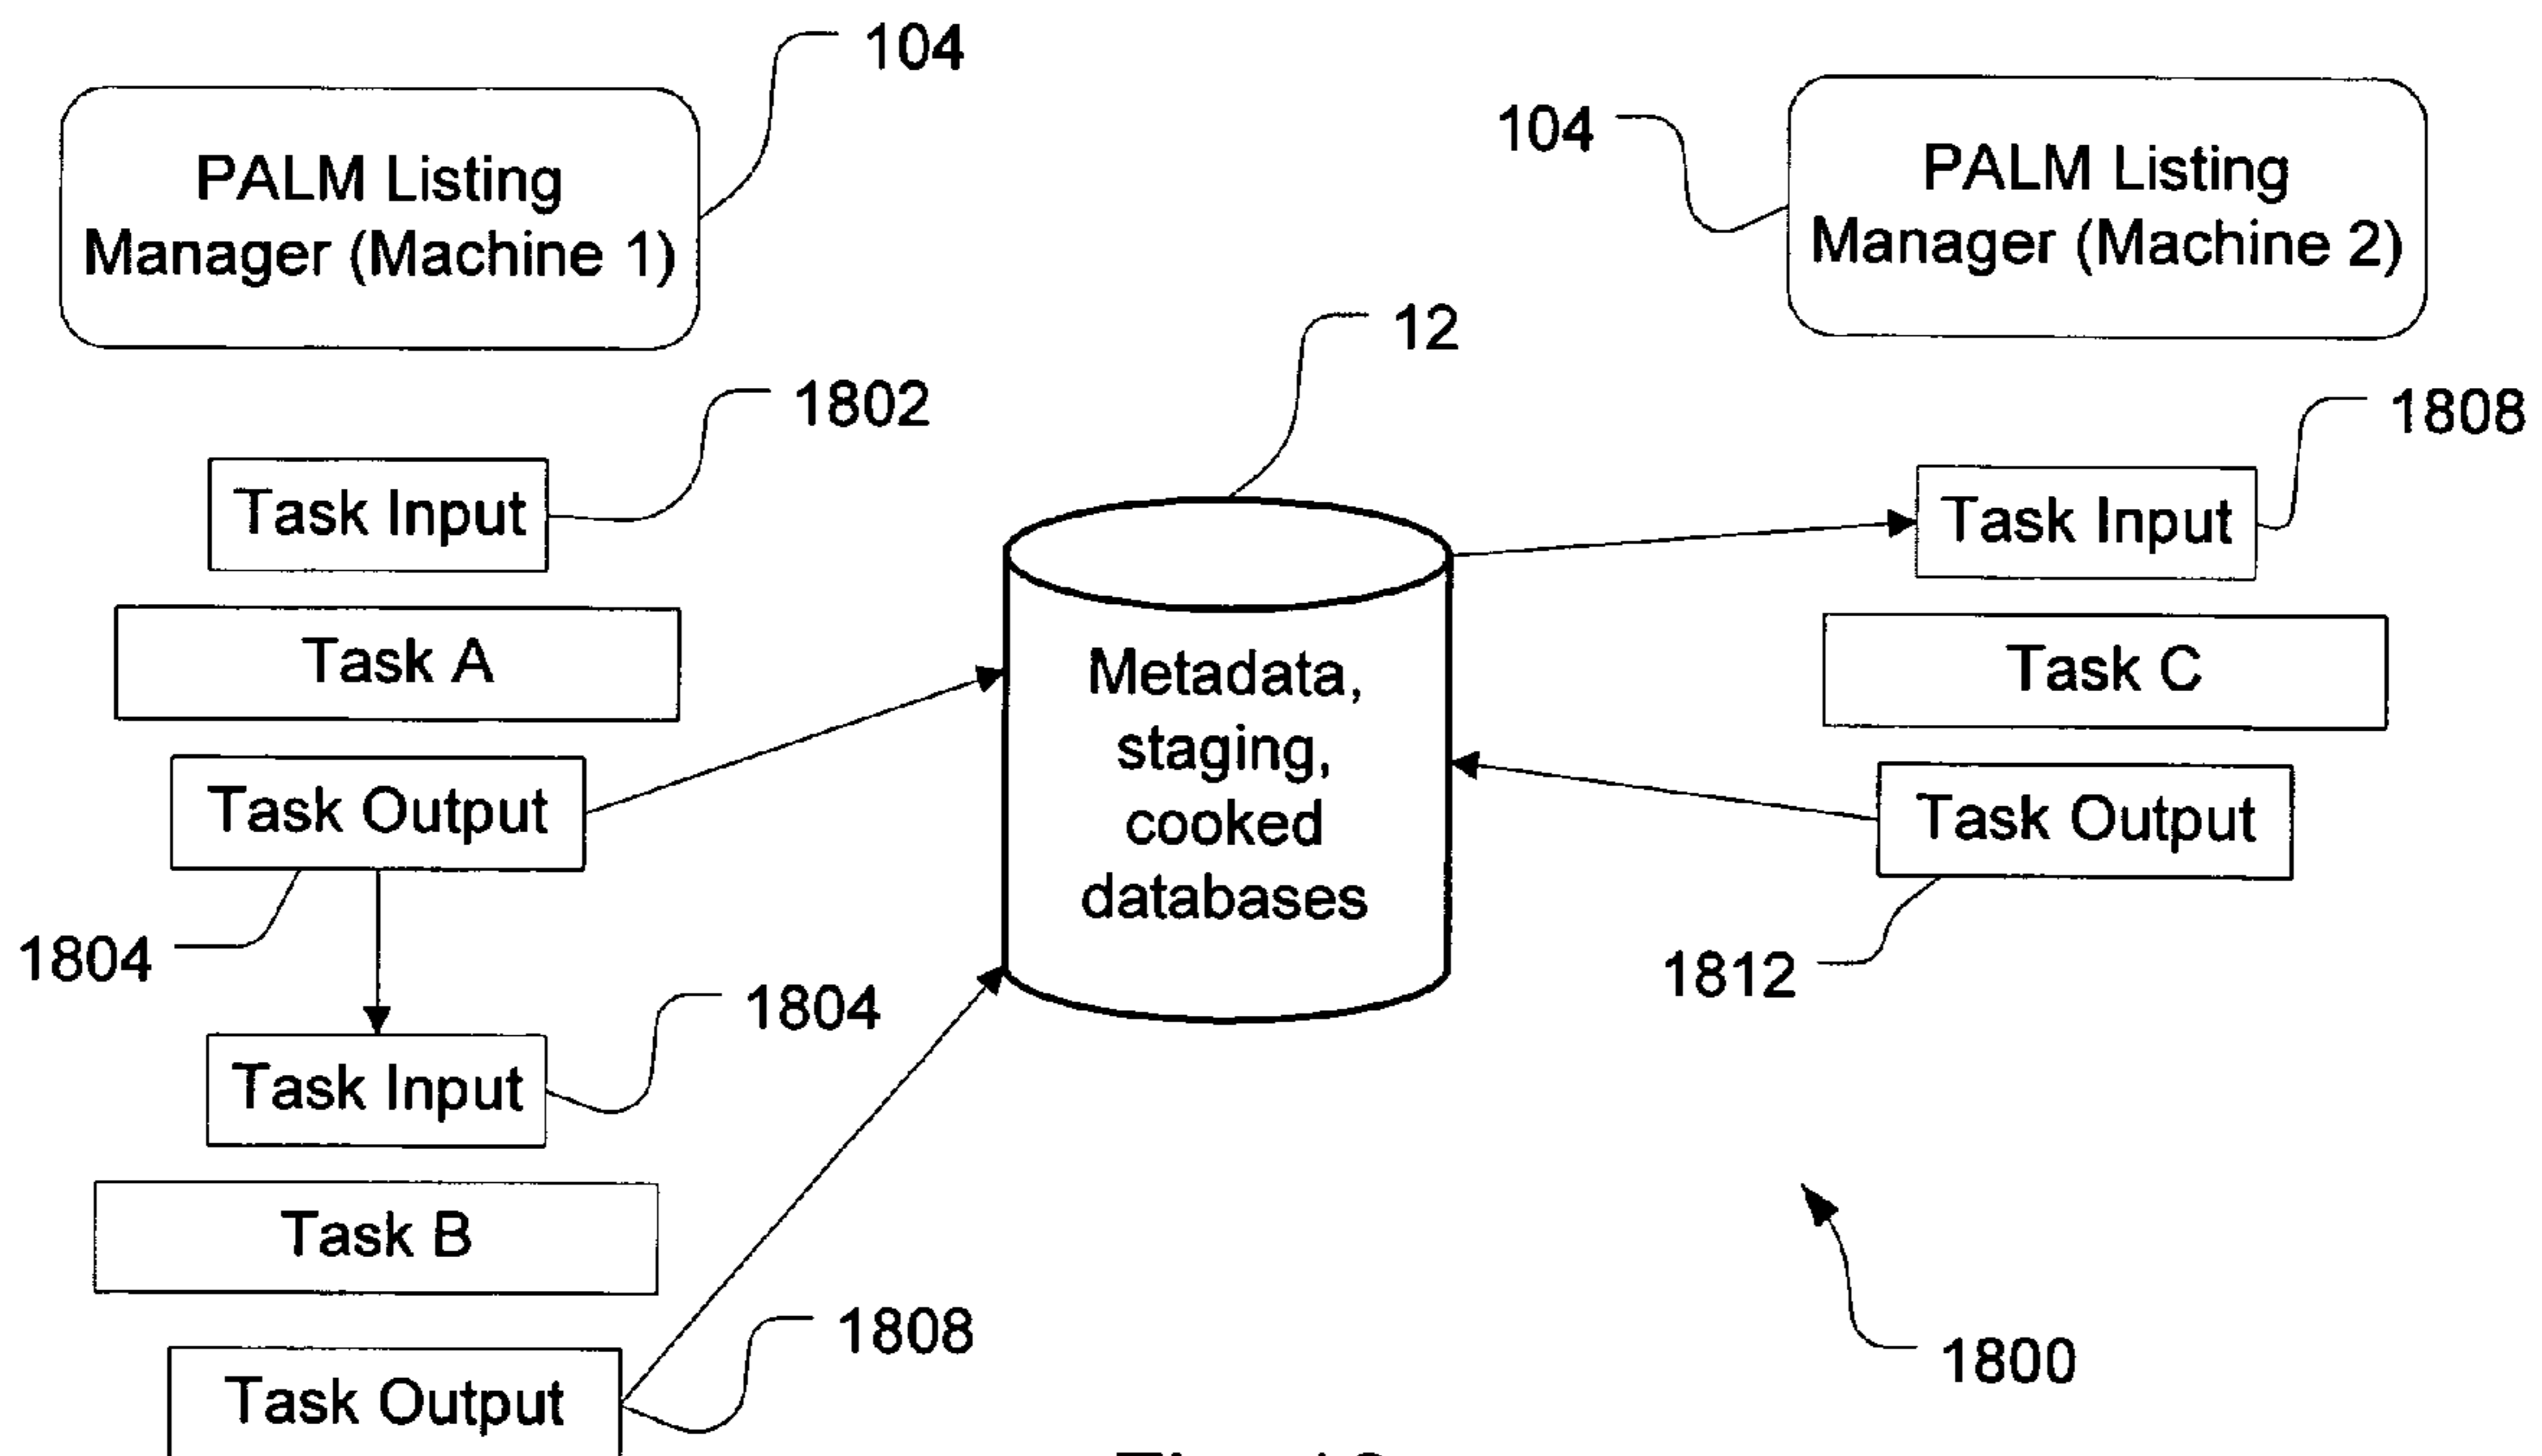 104
PALM Listing
Manager (Machine 1)
104
PALM Listing
Manager (Machine 2)
12
1802
Task Input
1808
Task Input
Task A
Task C
Metadata,
staging,
cooked
databases
Task Output
Task Output
1804
1812
1804
Task Input
Task B
1808
Task Output
1800